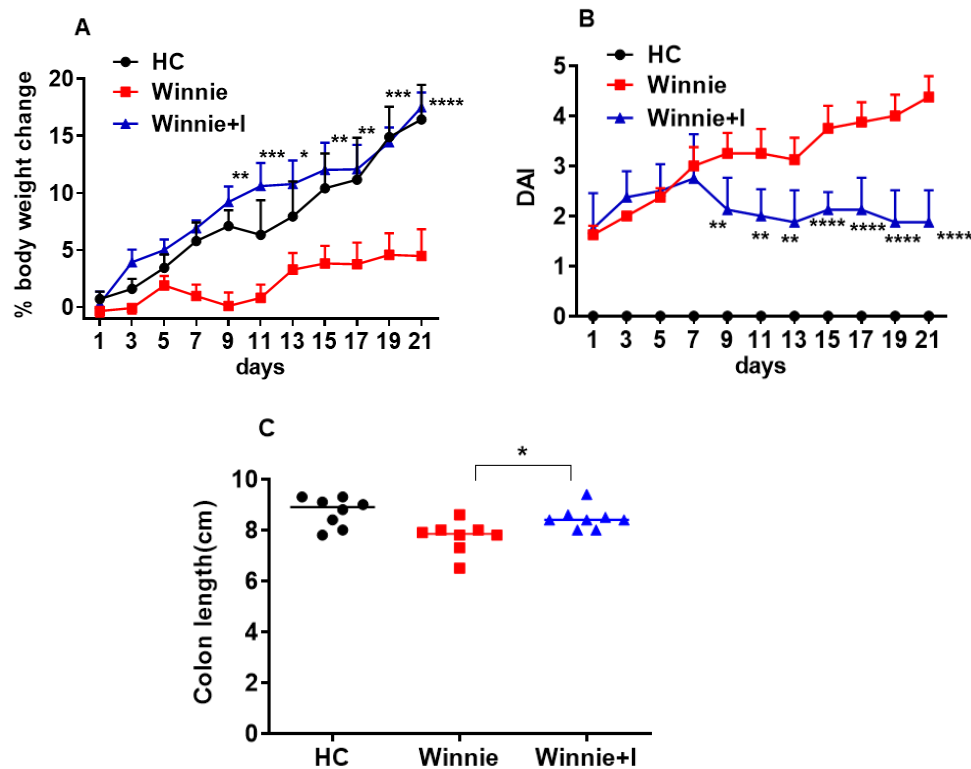 A
HC
Winnie
Winnie+I
% body weight change
20
15
10
5
0
** *** * ** ** *** ****
1 3 5 7 9 11 13 15 17 19 21
days
B
HC
Winnie
Winnie+I
DAI
5
4
3
2
1
0
** ** ** **** **** **** ****
1 3 5 7 9 11 13 15 17 19 21
days
C
*
Colon length(cm)
10
8
6
4
2
0
HC Winnie Winnie+I